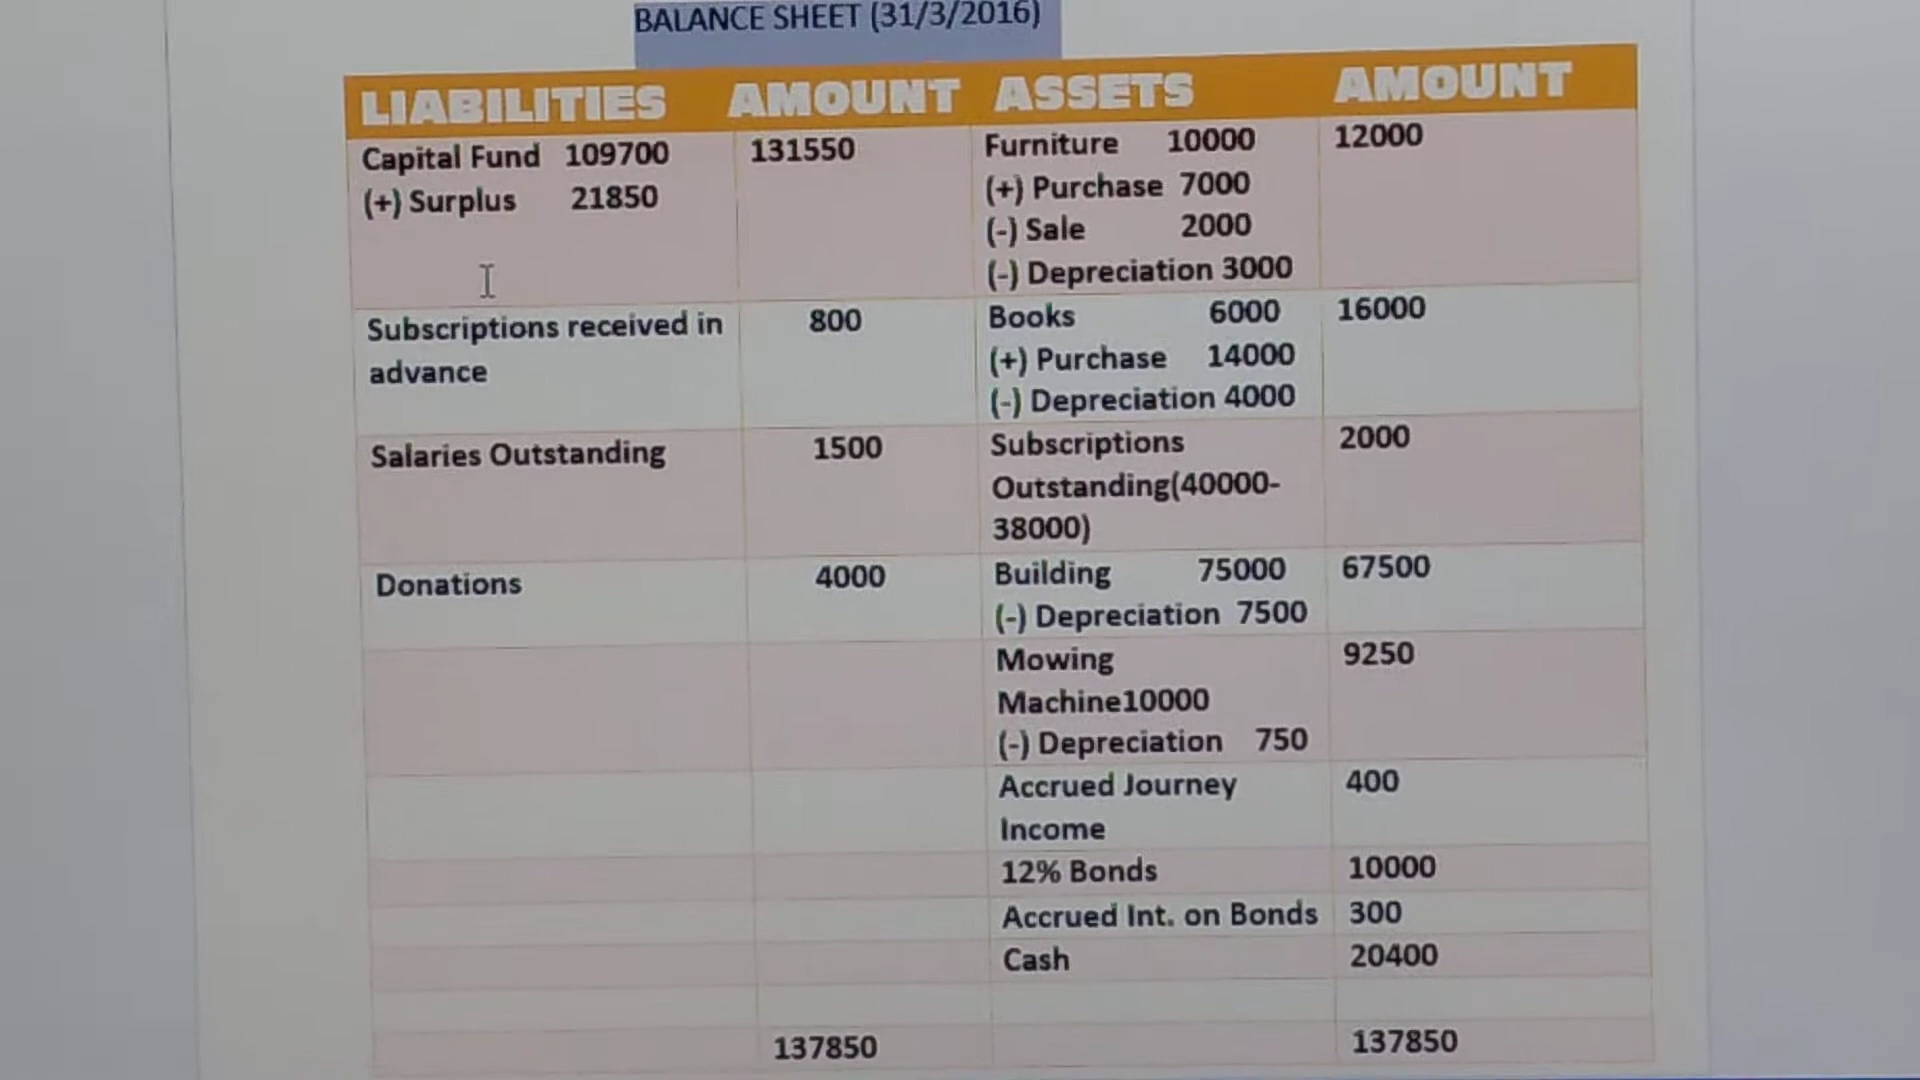 BALANCE SHEET (31/3/2016)
LIABILITIES AMOUNT ASSETS AMOUNT
Capital Fund 109700 131550 Furniture 10000 12000
(+) Surplus 21850 (+) Purchase 7000
(-) Sale 2000
(-) Depreciation 3000
Subscriptions received in 800 Books 6000 16000
advance (+) Purchase 14000
(-) Depreciation 4000
Salaries Outstanding 1500 Subscriptions 2000
Outstanding(40000-
38000)
Donations 4000 Building 75000 67500
(-) Depreciation 7500
Mowing 9250
Machine10000
(-) Depreciation 750
Accrued Journey 400
Income
12% Bonds 10000
Accrued Int. on Bonds 300
Cash 20400
137850 137850